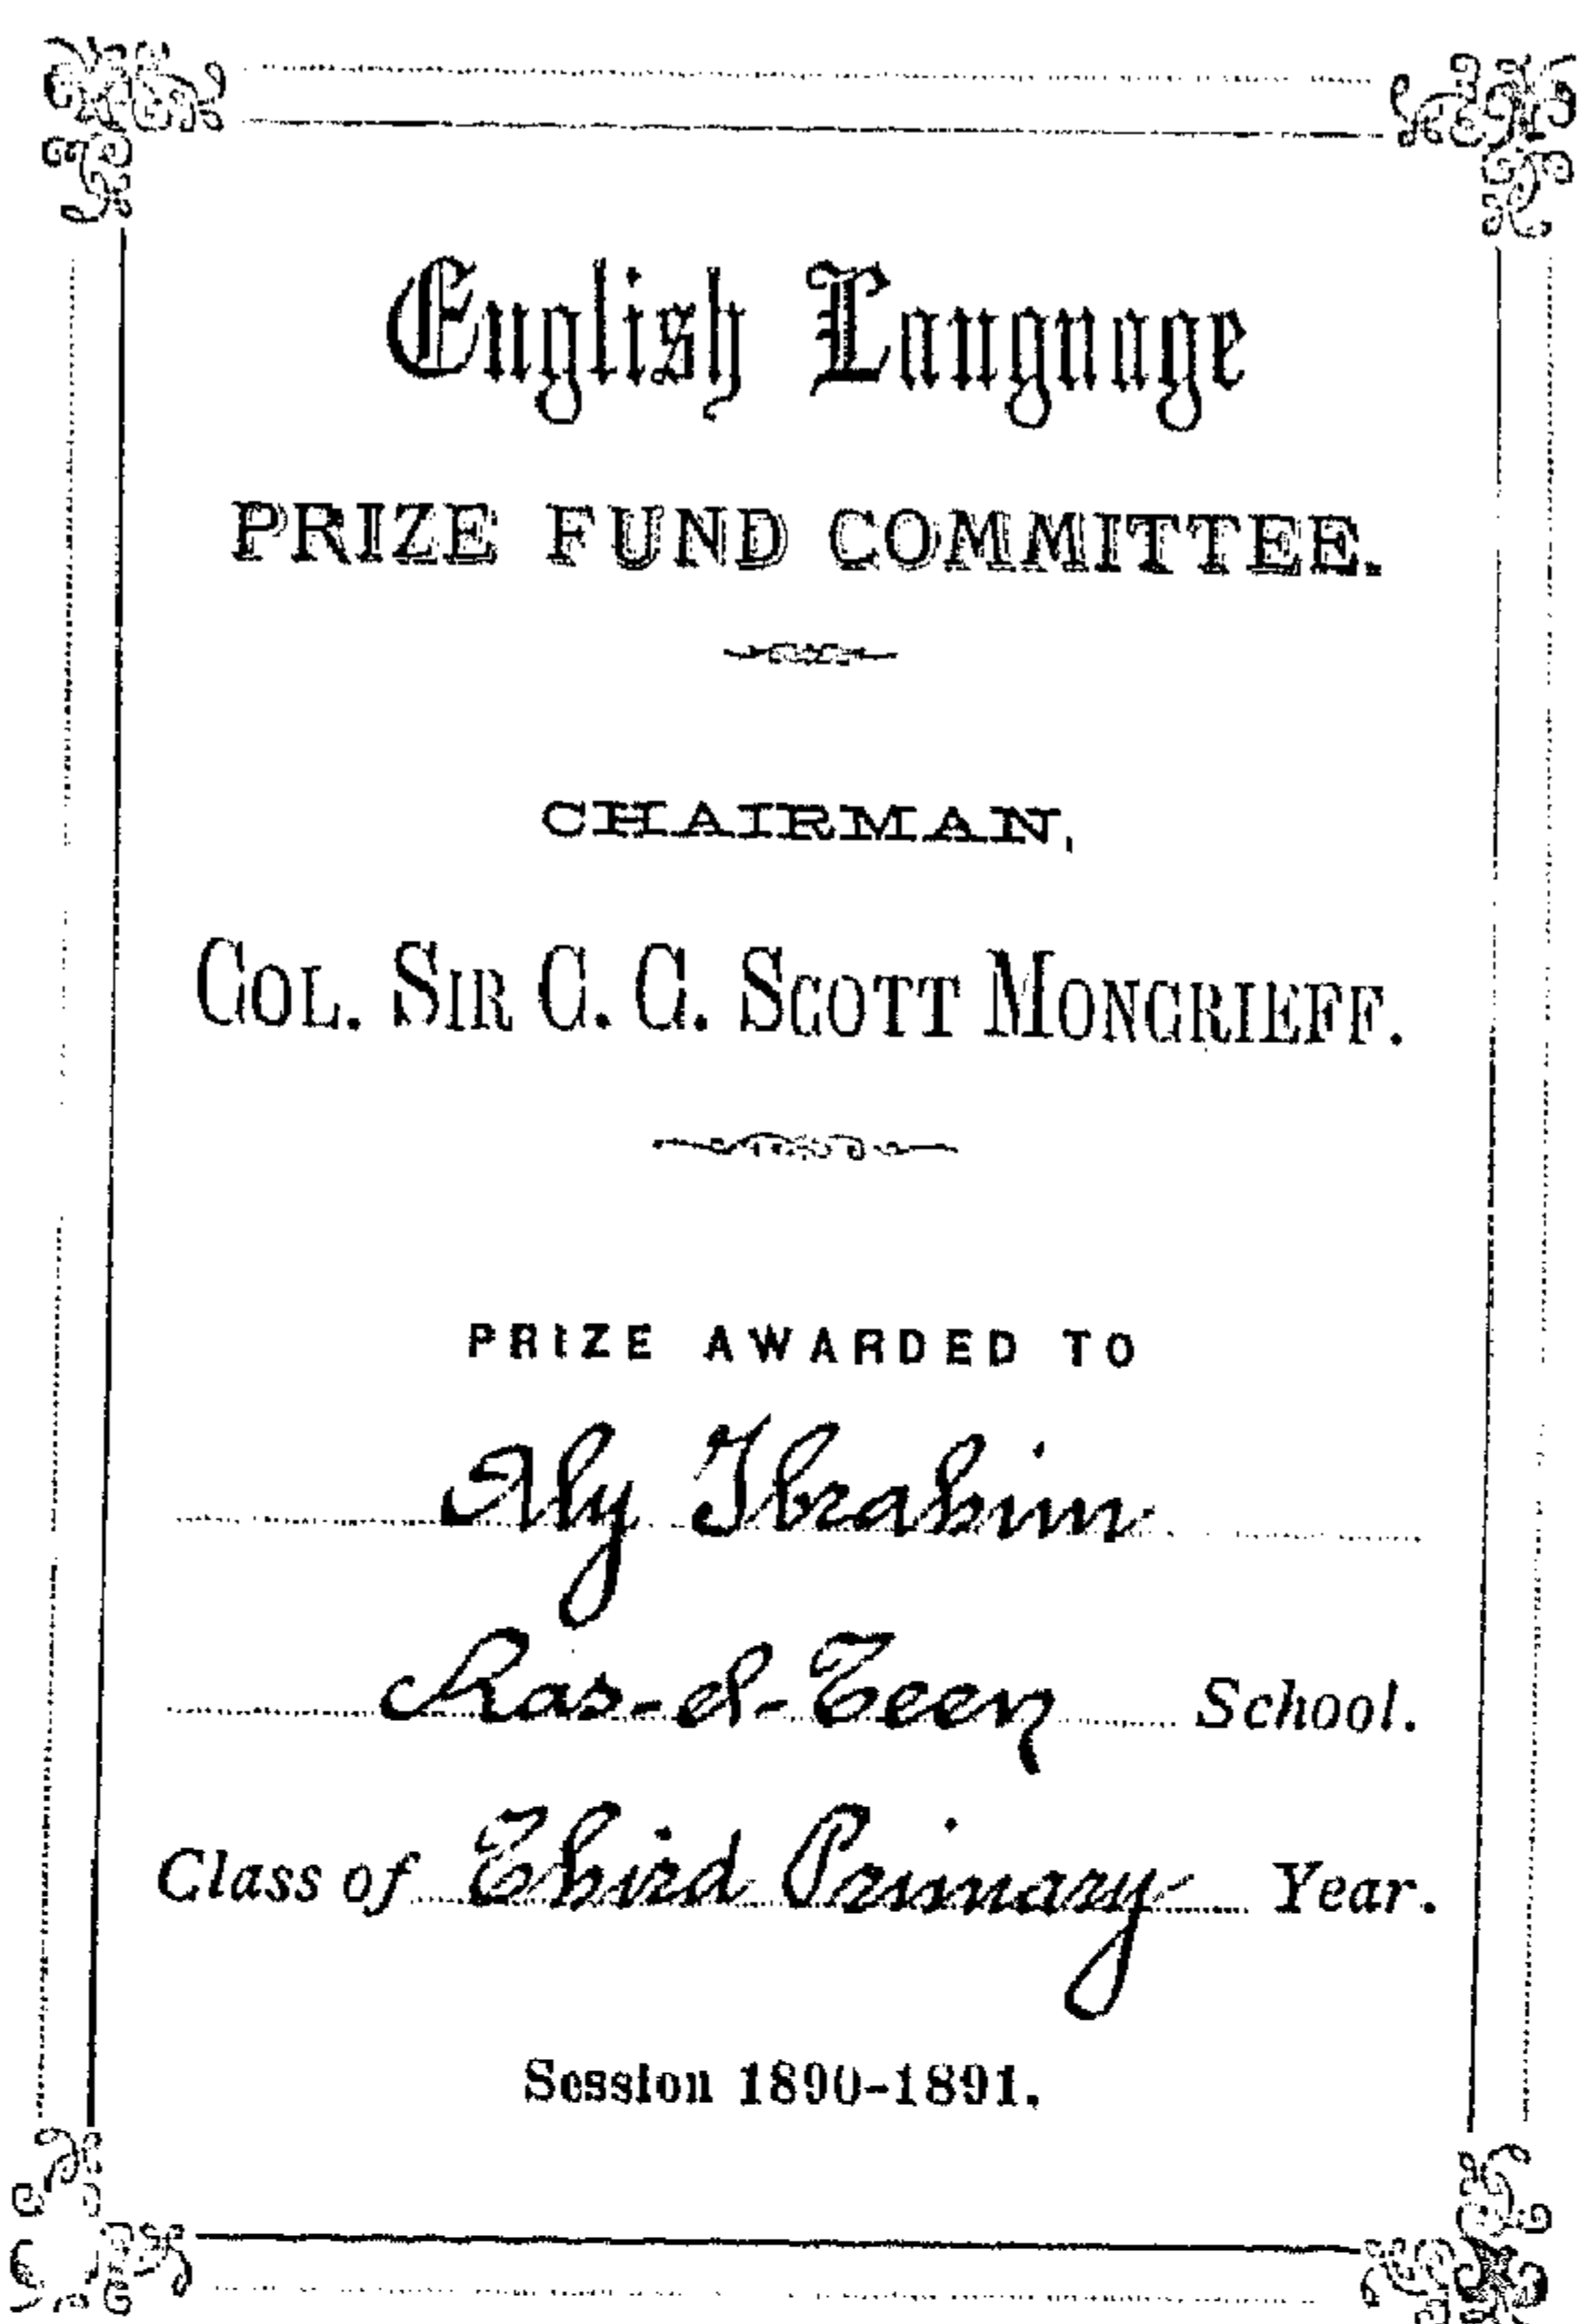 English Language
PRIZE FUND COMMITTEE.
CHAIRMAN,
COL. SIR C. C. SCOTT MONCRIEFF.
PRIZE AWARDED TO
Aly Ibrahim
Ras-el-Teen School.
Class of Third Primary Year.
Session 1890-1891.